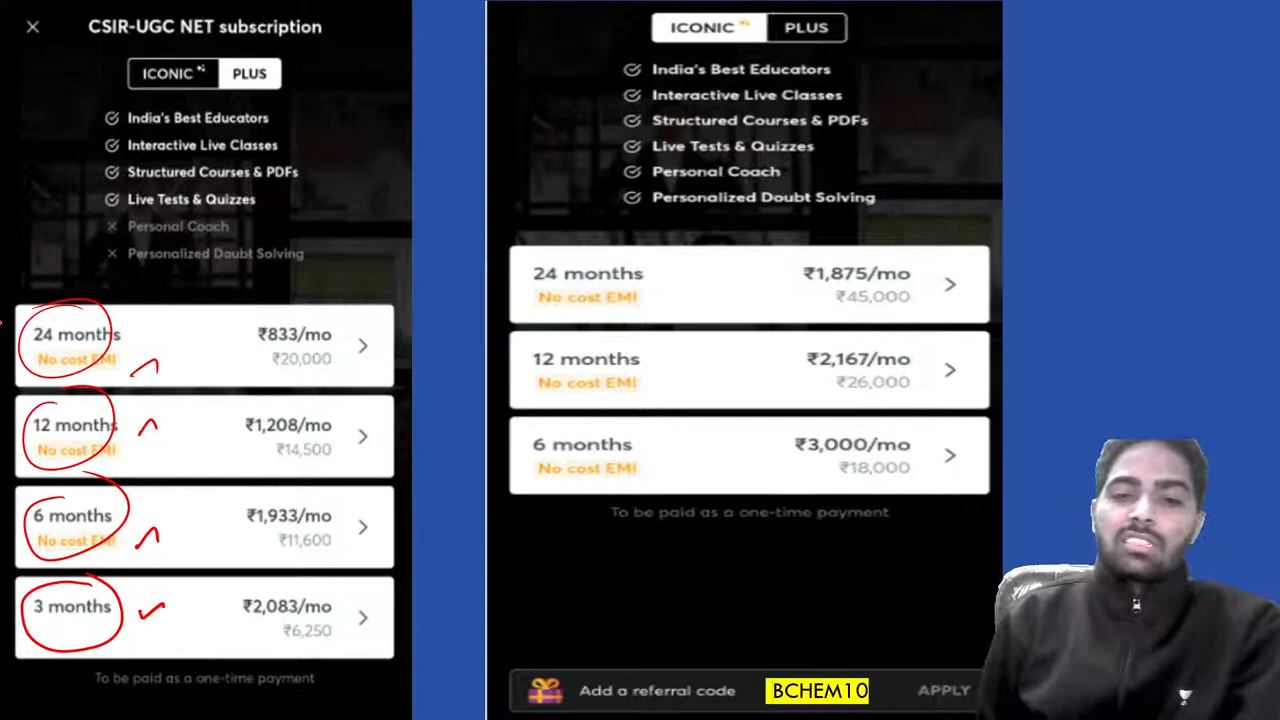 CSIR-UGC NET subscription
ICONIC PLUS
India's Best Educators
Interactive Live Classes
Structured Courses & PDFs
Live Tests & Quizzes
Personal Coach
Personalized Doubt Solving
24 months ₹833/mo
No cost EMI ₹20,000
12 months ₹1,208/mo
No cost EMI ₹14,500
6 months ₹1,933/mo
No cost EMI ₹11,600
3 months ₹2,083/mo
₹6,250
To be paid as a one-time payment
ICONIC PLUS
India's Best Educators
Interactive Live Classes
Structured Courses & PDFs
Live Tests & Quizzes
Personal Coach
Personalized Doubt Solving
24 months ₹1,875/mo
No cost EMI ₹45,000
12 months ₹2,167/mo
No cost EMI ₹26,000
6 months ₹3,000/mo
No cost EMI ₹18,000
To be paid as a one-time payment
Add a referral code BCHEM10 APPLY